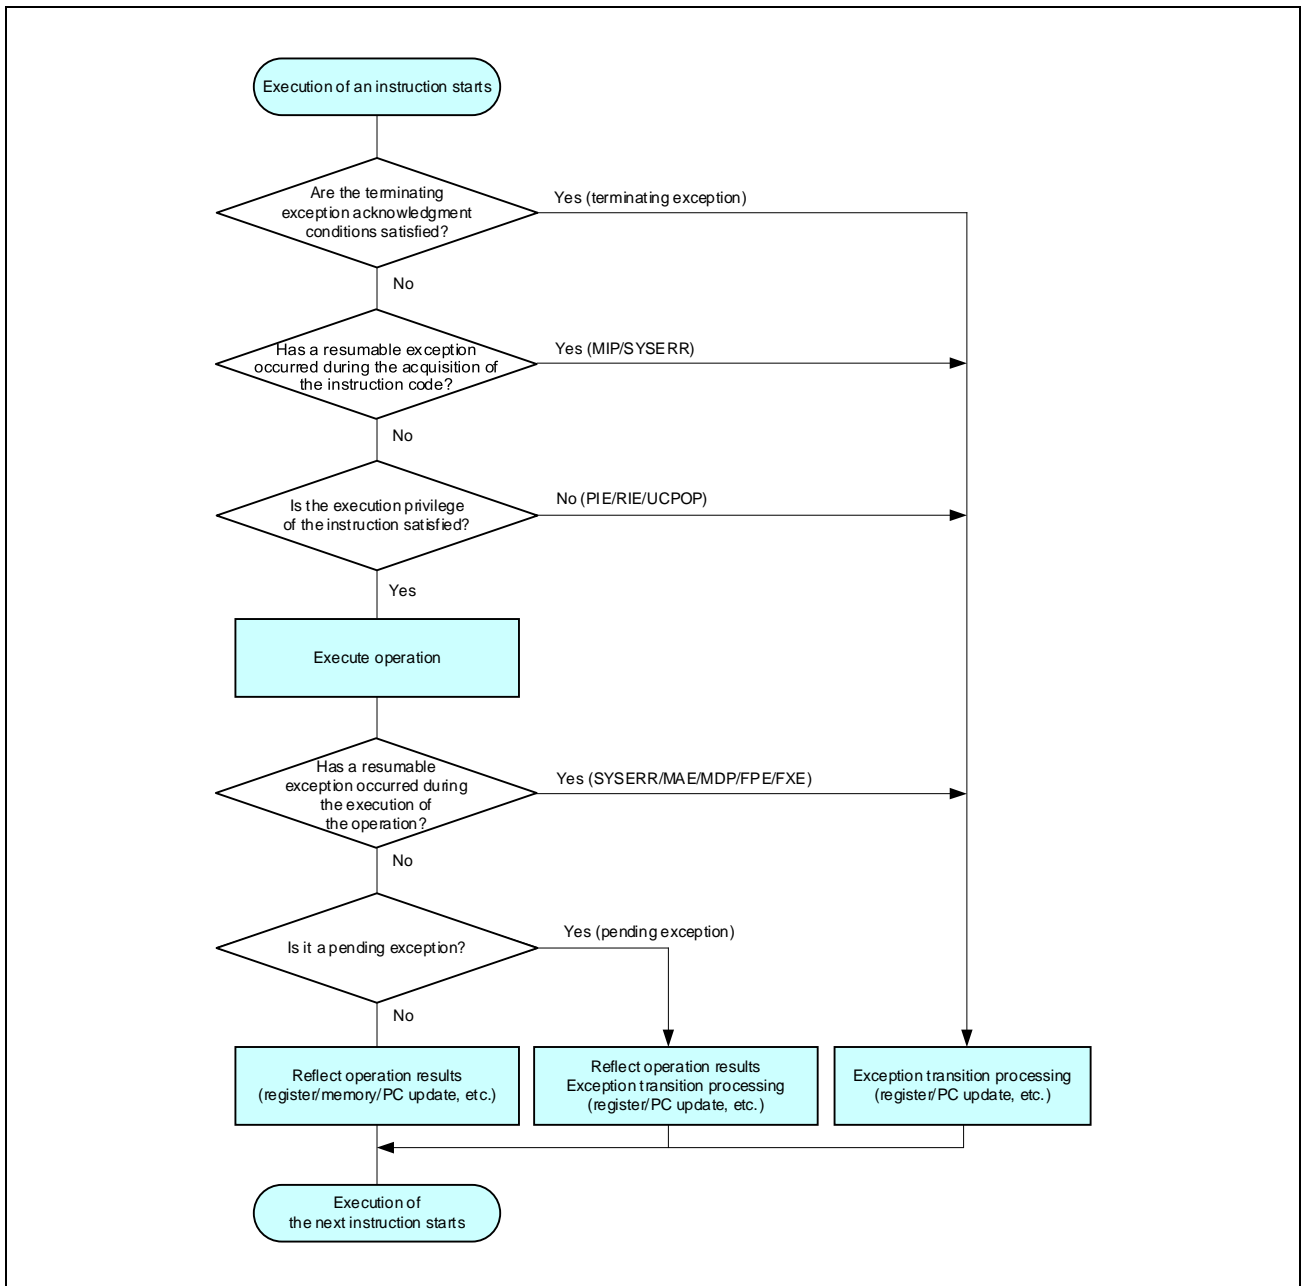 Execution of an instruction starts
Are the terminating
exception acknowledgment
conditions satisfied?
Yes (terminating exception)
No
Has a resumable exception
occurred during the acquisition of
the instruction code?
Yes (MIP/SYSERR)
No
Is the execution privilege
of the instruction satisfied?
No (PIE/RIE/UCPOP)
Yes
Execute operation
Has a resumable
exception occurred during
the execution of
the operation?
Yes (SYSERR/MAE/MDP/FPE/FXE)
No
Is it a pending exception?
Yes (pending exception)
No
Reflect operation results
(register/memory/PC update, etc.)
Reflect operation results
Exception transition processing
(register/PC update, etc.)
Exception transition processing
(register/PC update, etc.)
Execution of
the next instruction starts